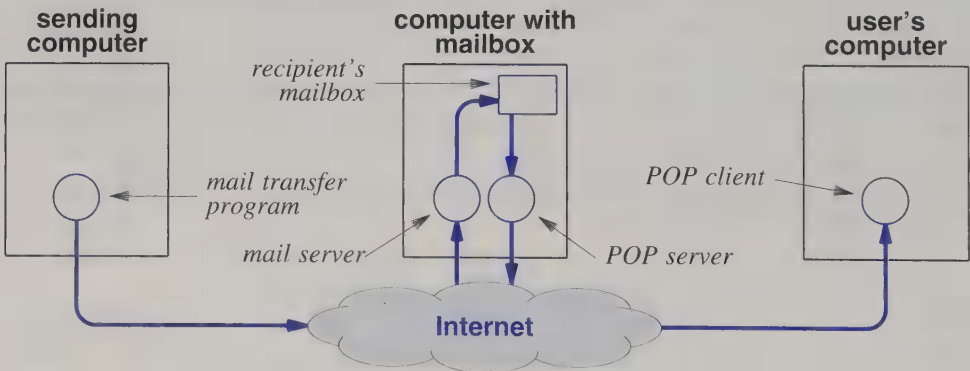 sending
computer
computer with
mailbox
user's
computer
recipient's
mailbox
mail transfer
program
mail server
POP server
POP client
Internet